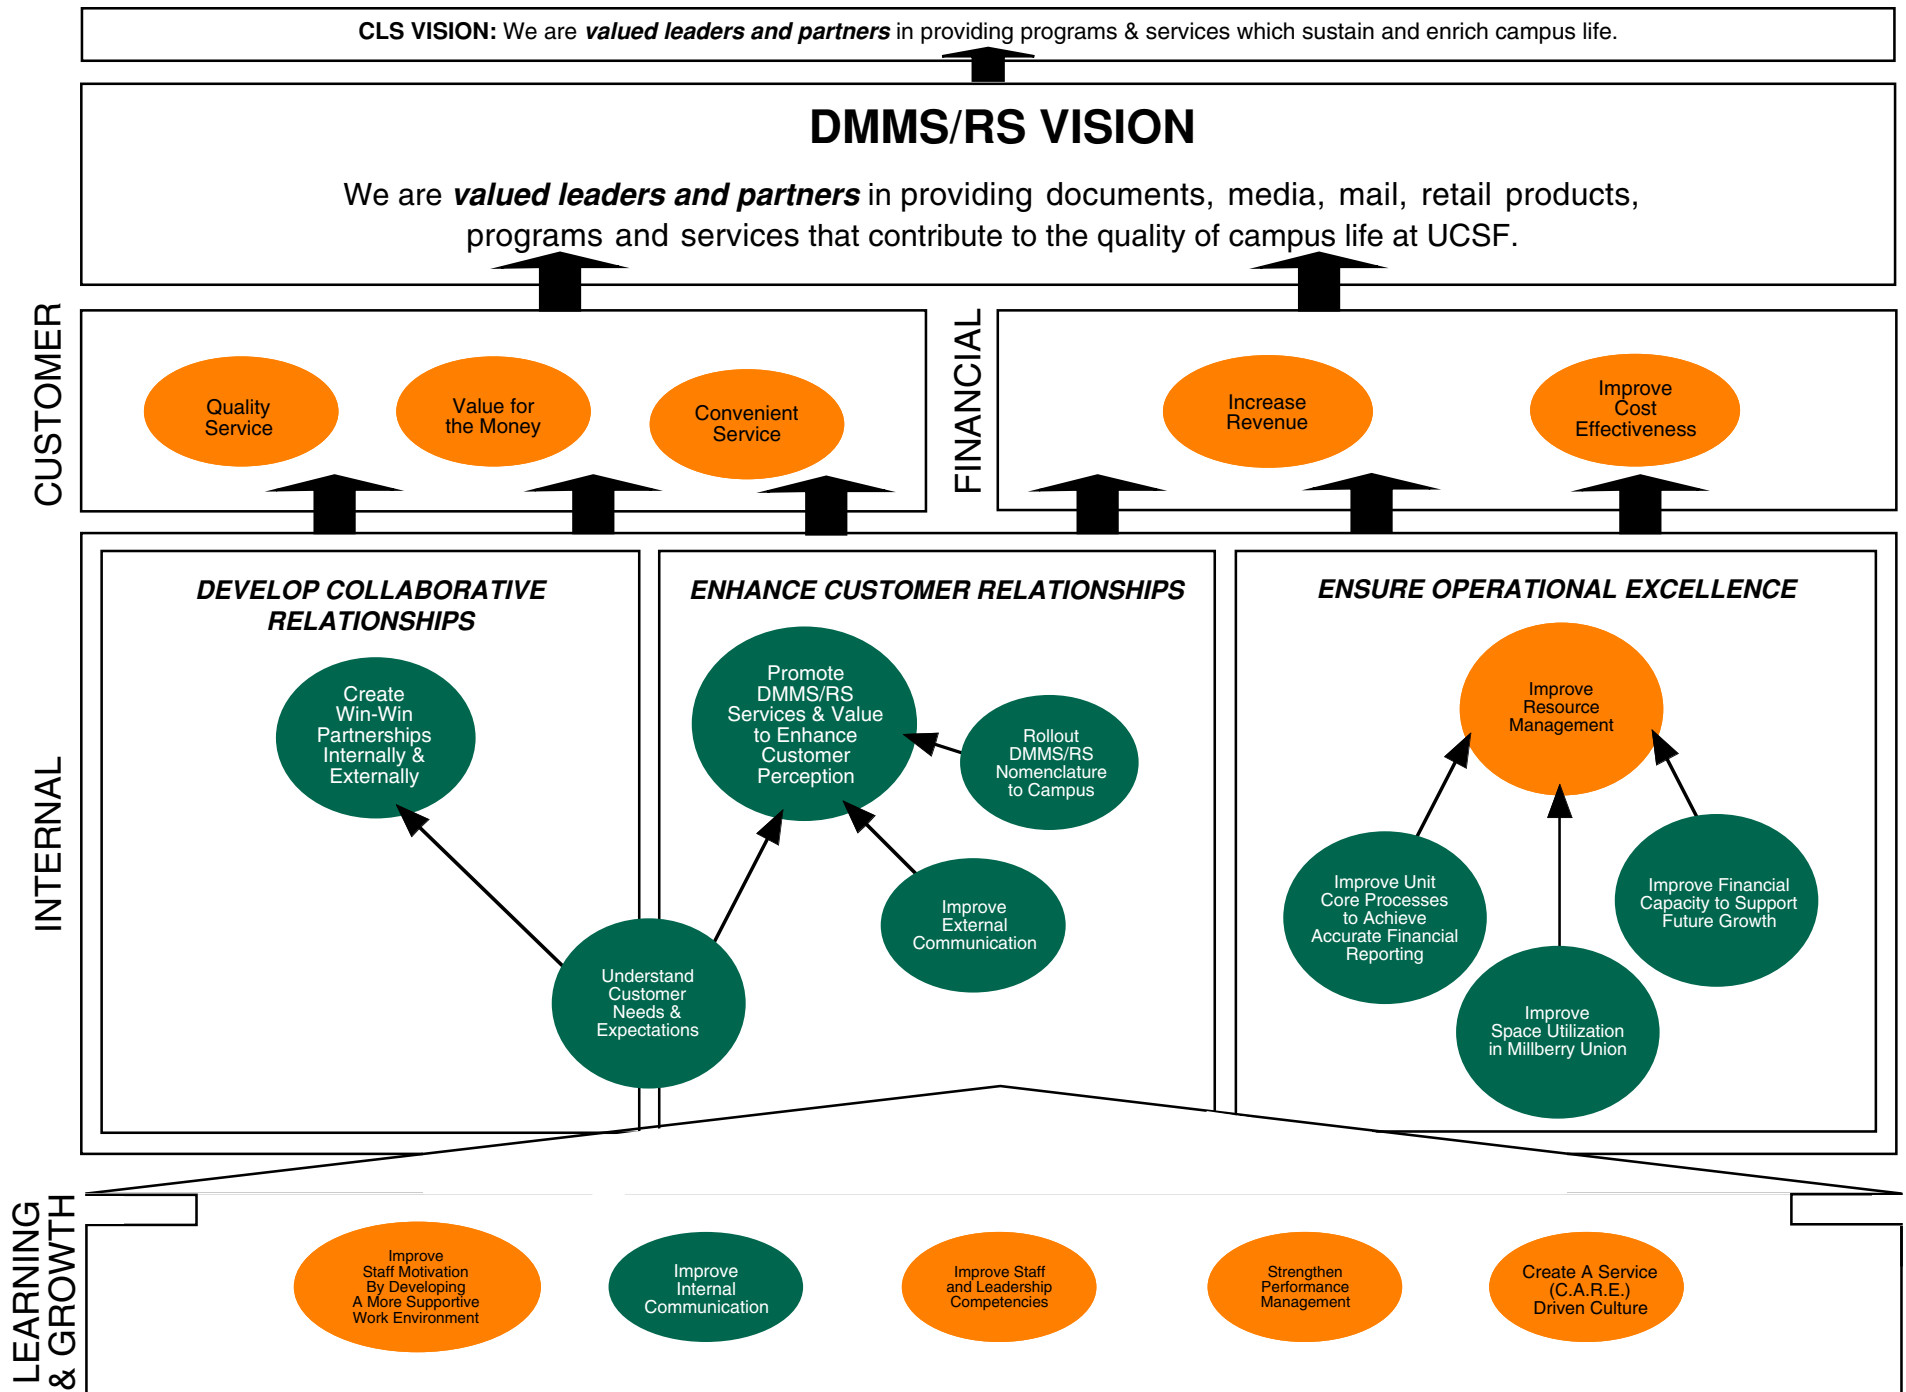 CLS VISION: We are valued leaders and partners in providing programs & services which sustain and enrich campus life.
DMMS/RS VISION
We are valued leaders and partners in providing documents, media, mail, retail products,
programs and services that contribute to the quality of campus life at UCSF.
CUSTOMER
Quality
Service
Value for
the Money
Convenient
Service
FINANCIAL
Increase
Revenue
Improve
Cost
Effectiveness
INTERNAL
DEVELOP COLLABORATIVE
RELATIONSHIPS
Create
Win-Win
Partnerships
Internally &
Externally
Understand
Customer
Needs &
Expectations
ENHANCE CUSTOMER RELATIONSHIPS
Promote
DMMS/RS
Services & Value
to Enhance
Customer
Perception
Rollout
DMMS/RS
Nomenclature
to Campus
Improve
External
Communication
ENSURE OPERATIONAL EXCELLENCE
Improve
Resource
Management
Improve Unit
Core Processes
to Achieve
Accurate Financial
Reporting
Improve
Space Utilization
in Millberry Union
Improve Financial
Capacity to Support
Future Growth
LEARNING
& GROWTH
Improve
Staff Motivation
By Developing
A More Supportive
Work Environment
Improve
Internal
Communication
Improve Staff
and Leadership
Competencies
Strengthen
Performance
Management
Create A Service
(C.A.R.E.)
Driven Culture